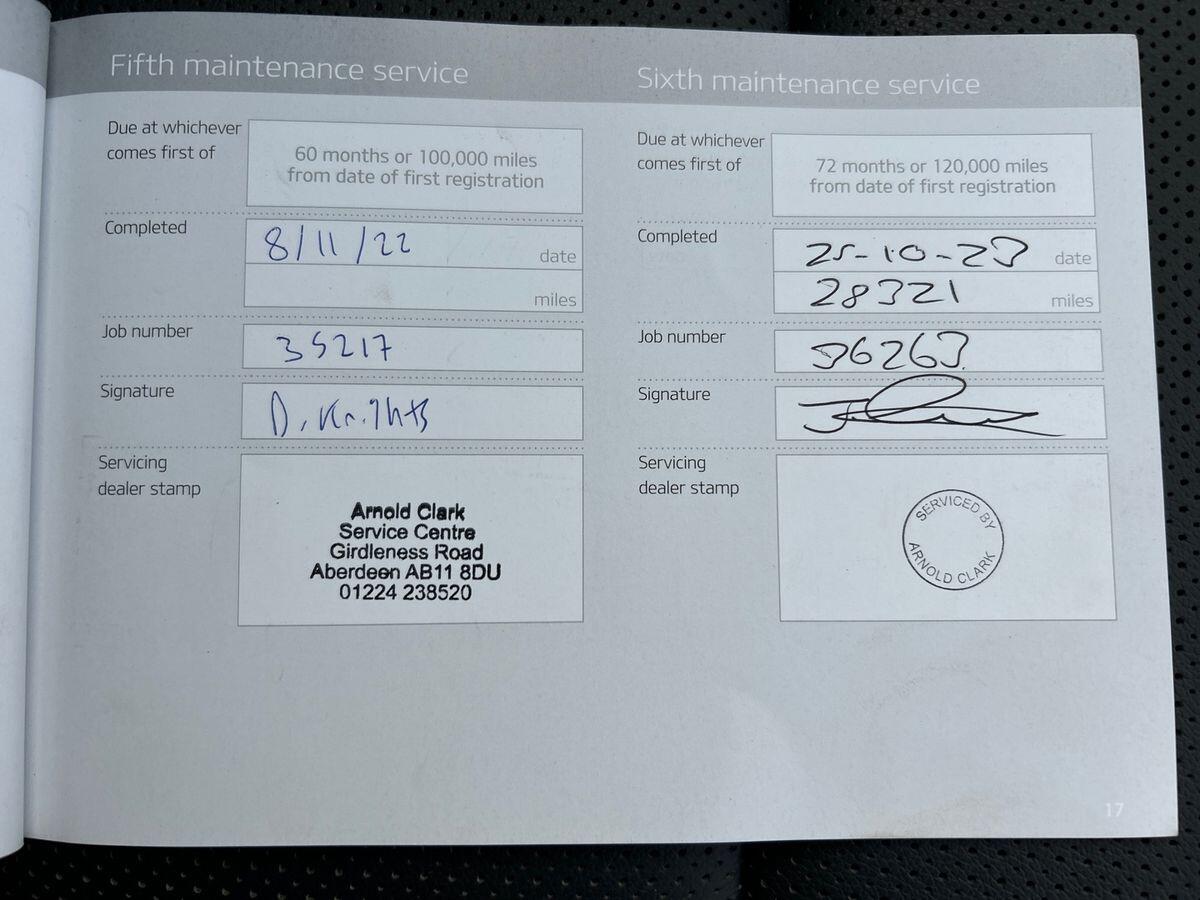 Fifth maintenance service
Due at whichever
comes first of
60 months or 100,000 miles
from date of first registration
Completed
8/11/22 date
miles
Job number
35217
Signature
D. Knights
Servicing
dealer stamp
Arnold Clark
Service Centre
Girdleness Road
Aberdeen AB11 8DU
01224 238520
Sixth maintenance service
Due at whichever
comes first of
72 months or 120,000 miles
from date of first registration
Completed
25-10-23 date
28321 miles
Job number
36263
Signature
Servicing
dealer stamp
SERVICED BY
ARNOLD CLARK
17